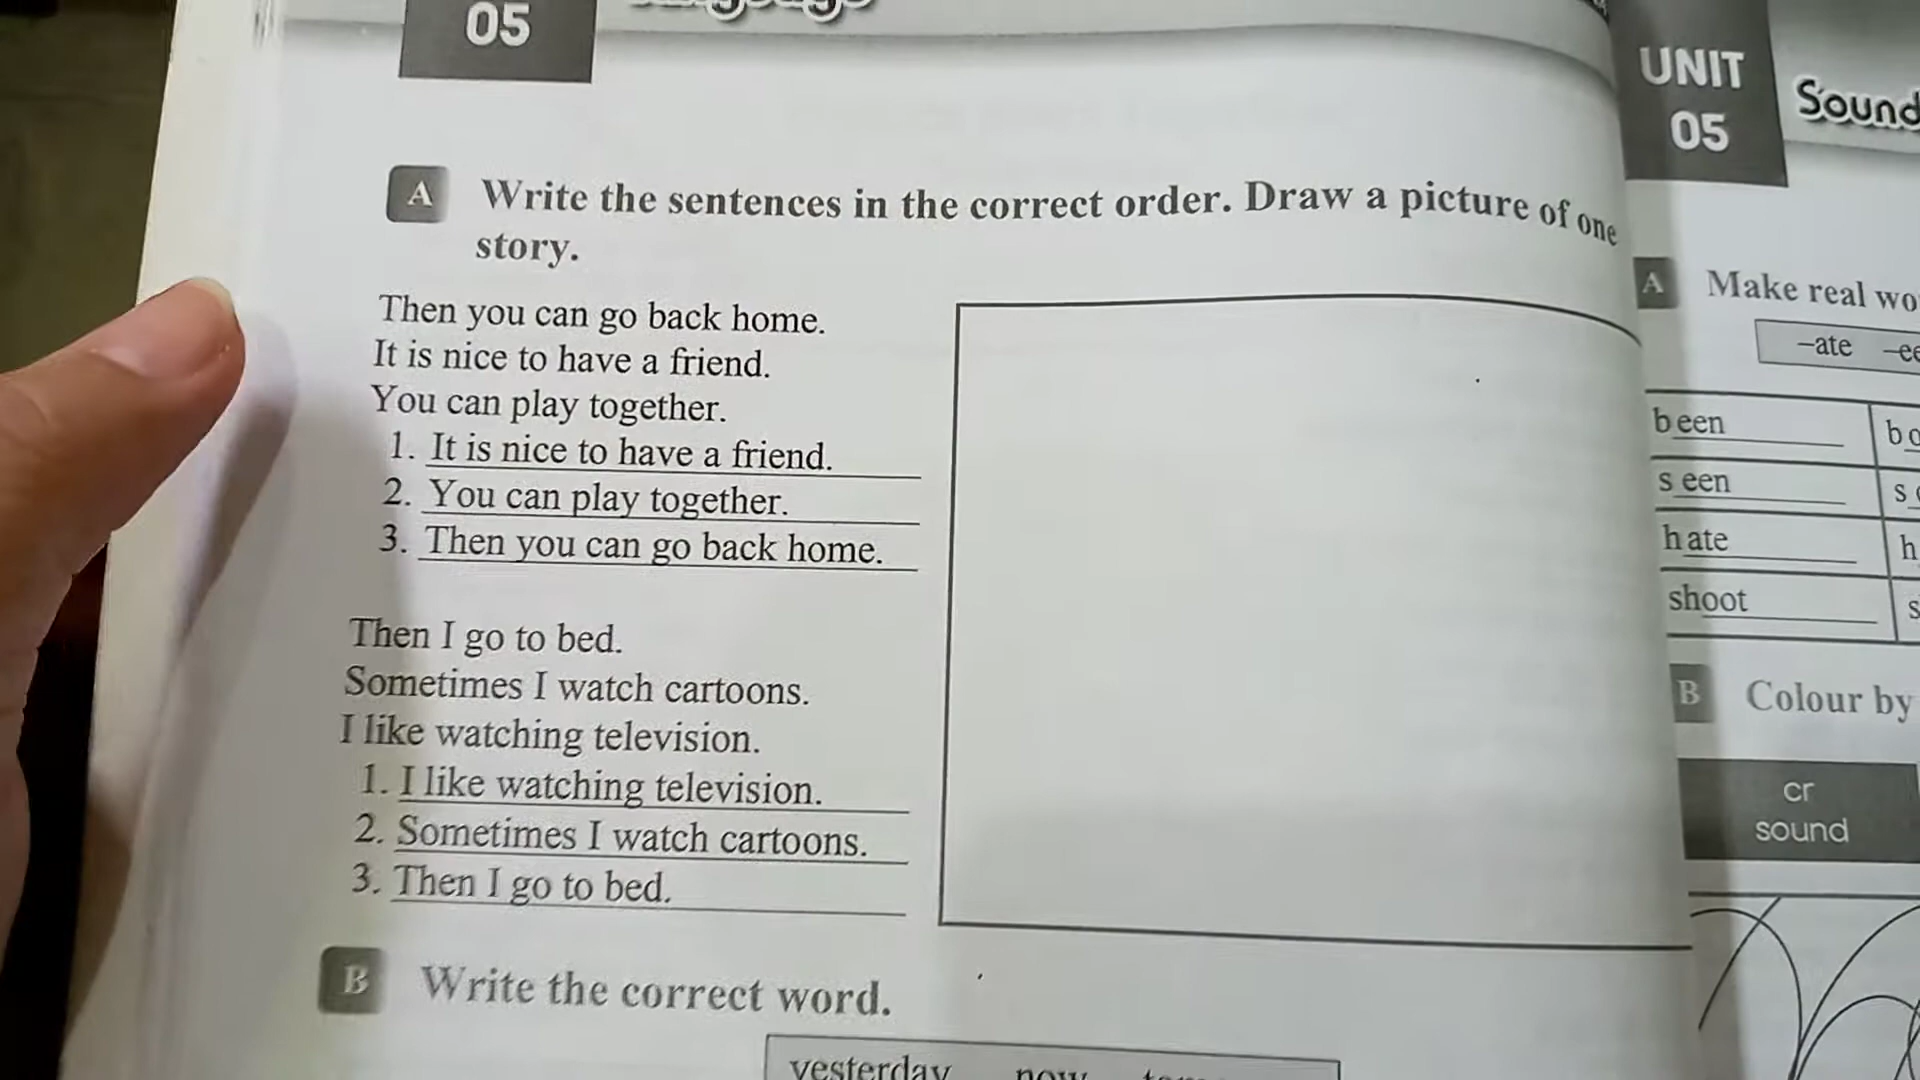 05
UNIT
05
Sound
A Write the sentences in the correct order. Draw a picture of one
story.
Then you can go back home.
It is nice to have a friend.
You can play together.
1. It is nice to have a friend.
2. You can play together.
3. Then you can go back home.
Then I go to bed.
Sometimes I watch cartoons.
I like watching television.
1. I like watching television.
2. Sometimes I watch cartoons.
3. Then I go to bed.
B Write the correct word.
yesterday now
A Make real
–ate
been
seen
hate
shoot
B Colour by
cr
sound